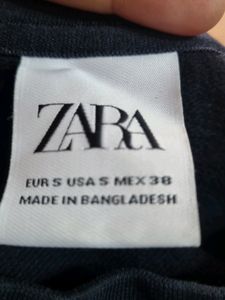 ZARA
EUR S USA S MEX 38
MADE IN BANGLADESH